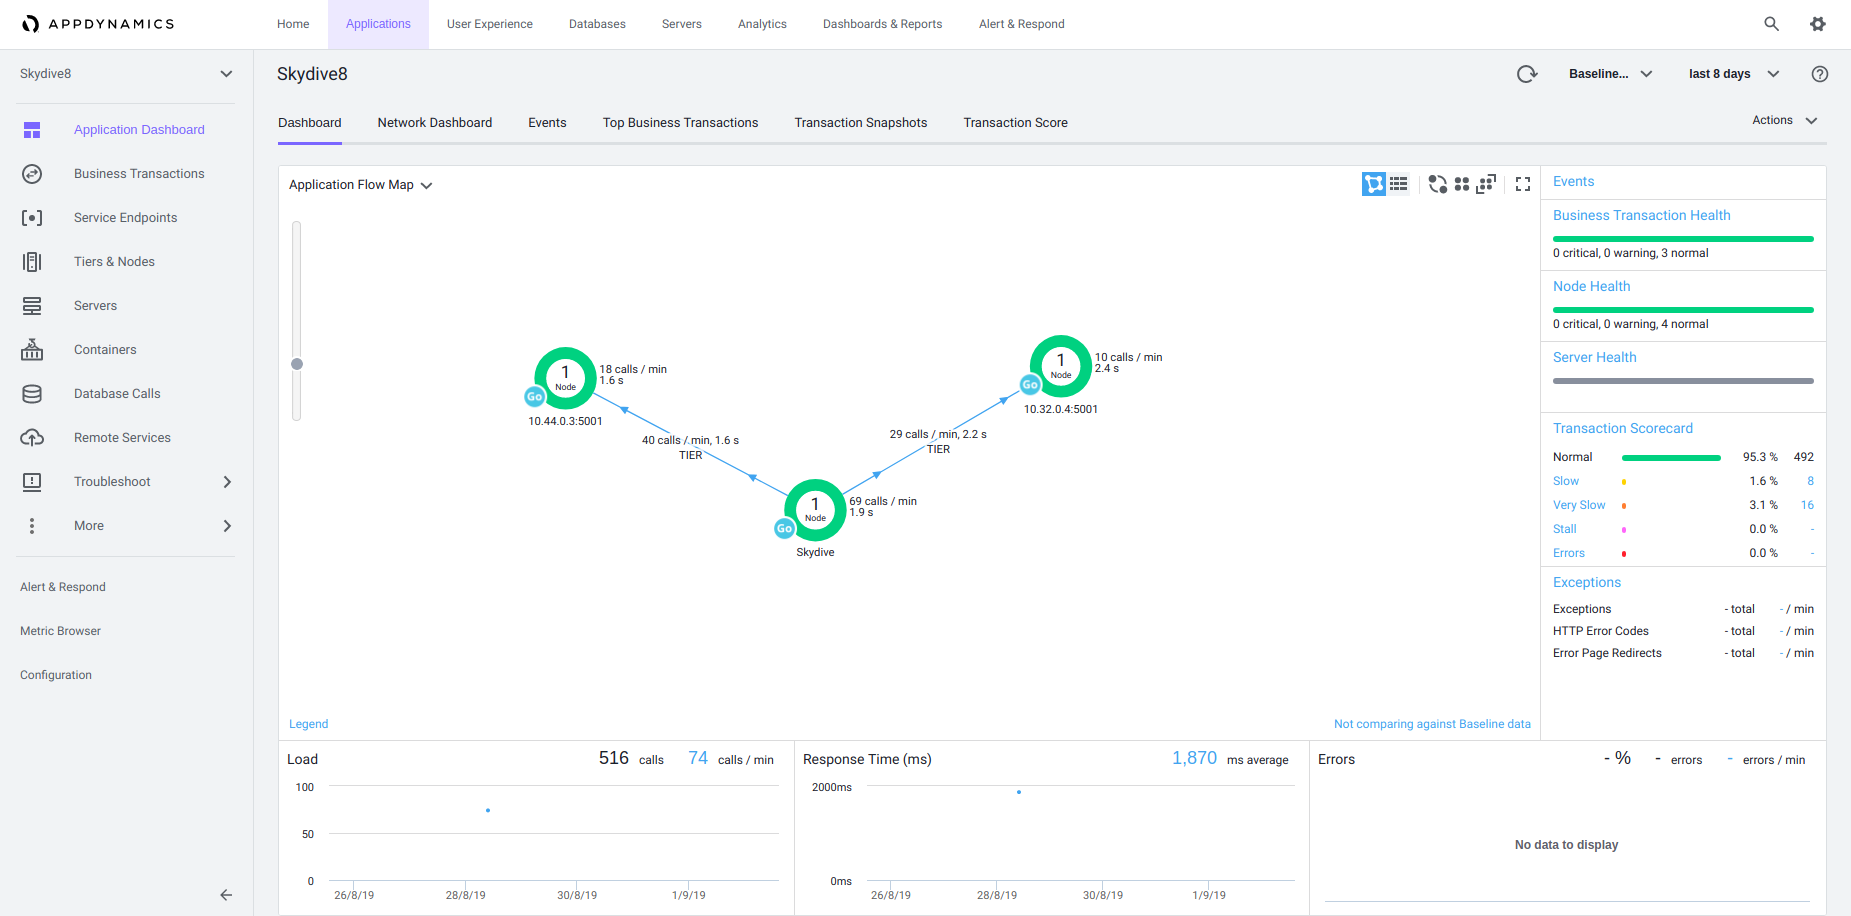 APPDYNAMICS
Home Applications User Experience Databases Servers Analytics Dashboards & Reports Alert & Respond
Skydive8
Application Dashboard
Business Transactions
Service Endpoints
Tiers & Nodes
Servers
Containers
Database Calls
Remote Services
Troubleshoot
More
Alert & Respond
Metric Browser
Configuration
Skydive8
Baseline... last 8 days
Dashboard Network Dashboard Events Top Business Transactions Transaction Snapshots Transaction Score
Actions
Application Flow Map
1
Node
Go
18 calls / min
1.6 s
10.44.0.3:5001
1
Node
Go
10 calls / min
2.4 s
10.32.0.4:5001
40 calls / min, 1.6 s
TIER
29 calls / min, 2.2 s
TIER
1
Node
Go
69 calls / min
1.9 s
Skydive
Legend
Not comparing against Baseline data
Events
Business Transaction Health
0 critical, 0 warning, 3 normal
Node Health
0 critical, 0 warning, 4 normal
Server Health
Transaction Scorecard
Normal 95.3 % 492
Slow 1.6 % 8
Very Slow 3.1 % 16
Stall 0.0 % -
Errors 0.0 % -
Exceptions
Exceptions - total - / min
HTTP Error Codes - total - / min
Error Page Redirects - total - / min
Load 516 calls 74 calls / min
100
50
0
26/8/19 28/8/19 30/8/19 1/9/19
Response Time (ms) 1,870 ms average
2000ms
0ms
26/8/19 28/8/19 30/8/19 1/9/19
Errors - % - errors - errors / min
No data to display